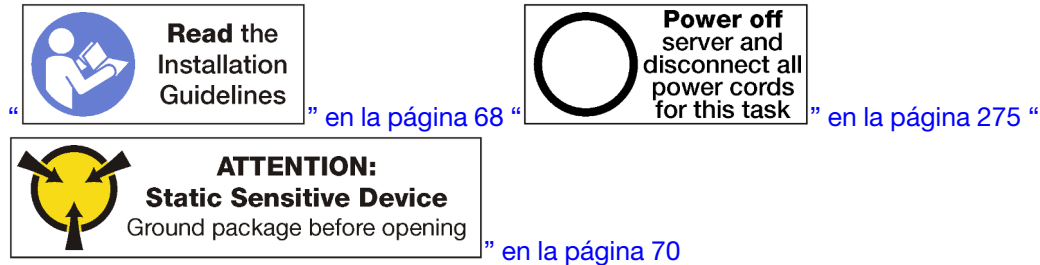 “ Read the Installation Guidelines ” en la página 68 “ Power off server and disconnect all power cords for this task ” en la página 275 “
ATTENTION: Static Sensitive Device Ground package before opening ” en la página 70